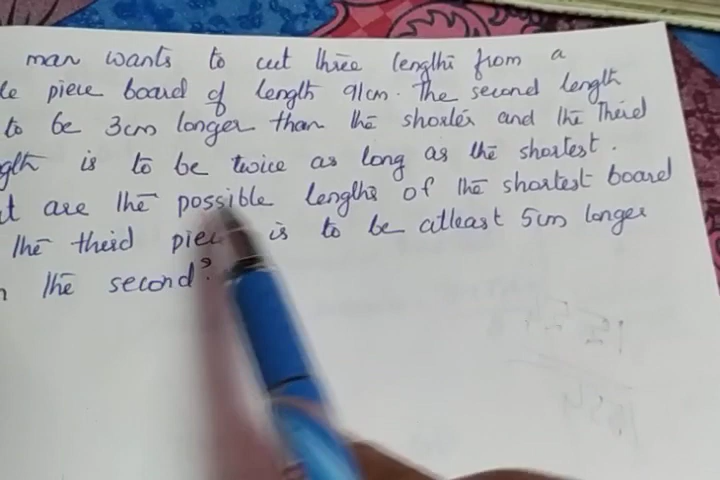 man wants to cut three lengths from a
le piece board of length 91cm. The second length
to be 3cm longer than the shorter and the Third
gth is to be twice as long as the shortest.
t are the possible lengths of the shortest board
the third piec is to be atleast 5cm longer
n the second?